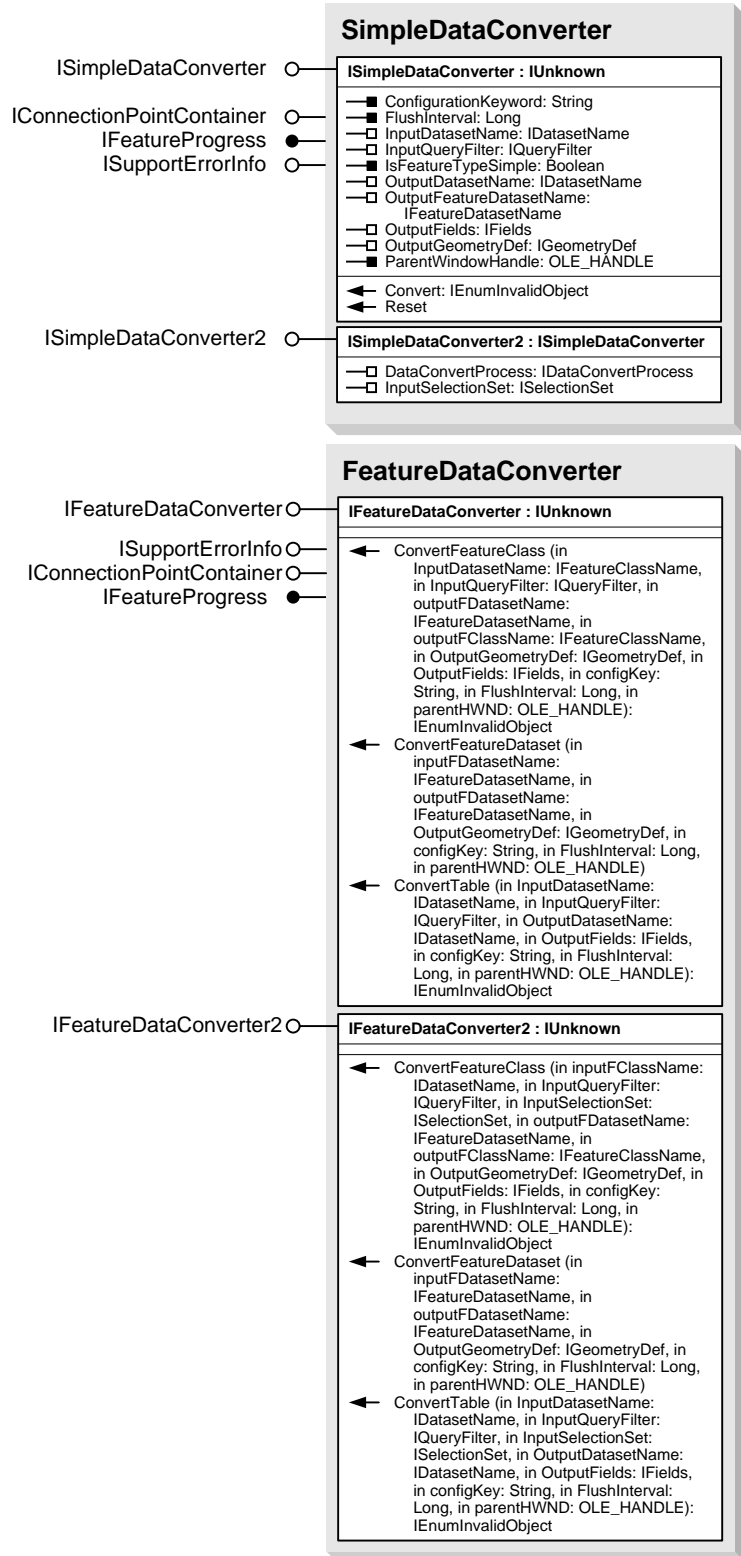 SimpleDataConverter
ISimpleDataConverter
ISimpleDataConverter : IUnknown
IConnectionPointContainer
IFeatureProgress
ISupportErrorInfo
ConfigurationKeyword: String
FlushInterval: Long
InputDatasetName: IDatasetName
InputQueryFilter: IQueryFilter
IsFeatureTypeSimple: Boolean
OutputDatasetName: IDatasetName
OutputFeatureDatasetName:
IFeatureDatasetName
OutputFields: IFields
OutputGeometryDef: IGeometryDef
ParentWindowHandle: OLE_HANDLE
Convert: IEnumInvalidObject
Reset
ISimpleDataConverter2
ISimpleDataConverter2 : ISimpleDataConverter
DataConvertProcess: IDataConvertProcess
InputSelectionSet: ISelectionSet
FeatureDataConverter
IFeatureDataConverter
IFeatureDataConverter : IUnknown
ISupportErrorInfo
IConnectionPointContainer
IFeatureProgress
ConvertFeatureClass (in
InputDatasetName: IFeatureClassName,
in InputQueryFilter: IQueryFilter, in
outputFDatasetName:
IFeatureDatasetName, in
outputFClassName: IFeatureClassName,
in OutputGeometryDef: IGeometryDef, in
OutputFields: IFields, in configKey:
String, in FlushInterval: Long, in
parentHWND: OLE_HANDLE):
IEnumInvalidObject
ConvertFeatureDataset (in
inputFDatasetName:
IFeatureDatasetName, in
outputFDatasetName:
IFeatureDatasetName, in
OutputGeometryDef: IGeometryDef, in
configKey: String, in FlushInterval: Long,
in parentHWND: OLE_HANDLE)
ConvertTable (in InputDatasetName:
IDatasetName, in InputQueryFilter:
IQueryFilter, in OutputDatasetName:
IDatasetName, in OutputFields: IFields,
in configKey: String, in FlushInterval:
Long, in parentHWND: OLE_HANDLE):
IEnumInvalidObject
IFeatureDataConverter2
IFeatureDataConverter2 : IUnknown
ConvertFeatureClass (in inputFClassName:
IDatasetName, in InputQueryFilter:
IQueryFilter, in InputSelectionSet:
ISelectionSet, in outputFDatasetName:
IFeatureDatasetName, in
outputFClassName: IFeatureClassName,
in OutputGeometryDef: IGeometryDef, in
OutputFields: IFields, in configKey:
String, in FlushInterval: Long, in
parentHWND: OLE_HANDLE):
IEnumInvalidObject
ConvertFeatureDataset (in
inputFDatasetName:
IFeatureDatasetName, in
outputFDatasetName:
IFeatureDatasetName, in
OutputGeometryDef: IGeometryDef, in
configKey: String, in FlushInterval: Long,
in parentHWND: OLE_HANDLE)
ConvertTable (in InputDatasetName:
IDatasetName, in InputQueryFilter:
IQueryFilter, in InputSelectionSet:
ISelectionSet, in OutputDatasetName:
IDatasetName, in OutputFields: IFields,
in configKey: String, in FlushInterval:
Long, in parentHWND: OLE_HANDLE):
IEnumInvalidObject